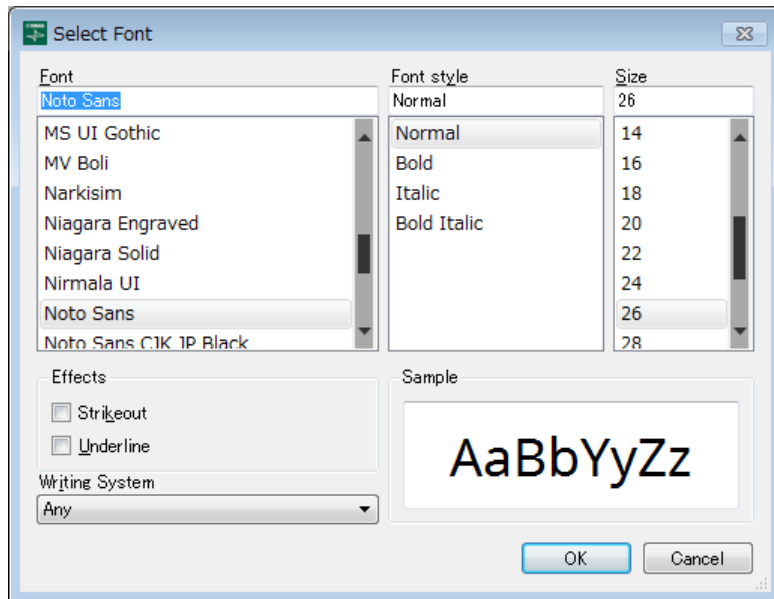 Select Font
Font
Noto Sans
MS UI Gothic
MV Boli
Narkisim
Niagara Engraved
Niagara Solid
Nirmala UI
Noto Sans
Noto Sans CJK JP Black
Font style
Normal
Normal
Bold
Italic
Bold Italic
Size
26
14
16
18
20
22
24
26
28
Effects
Strikeout
Underline
Writing System
Any
Sample
AaBbYyZz
OK
Cancel